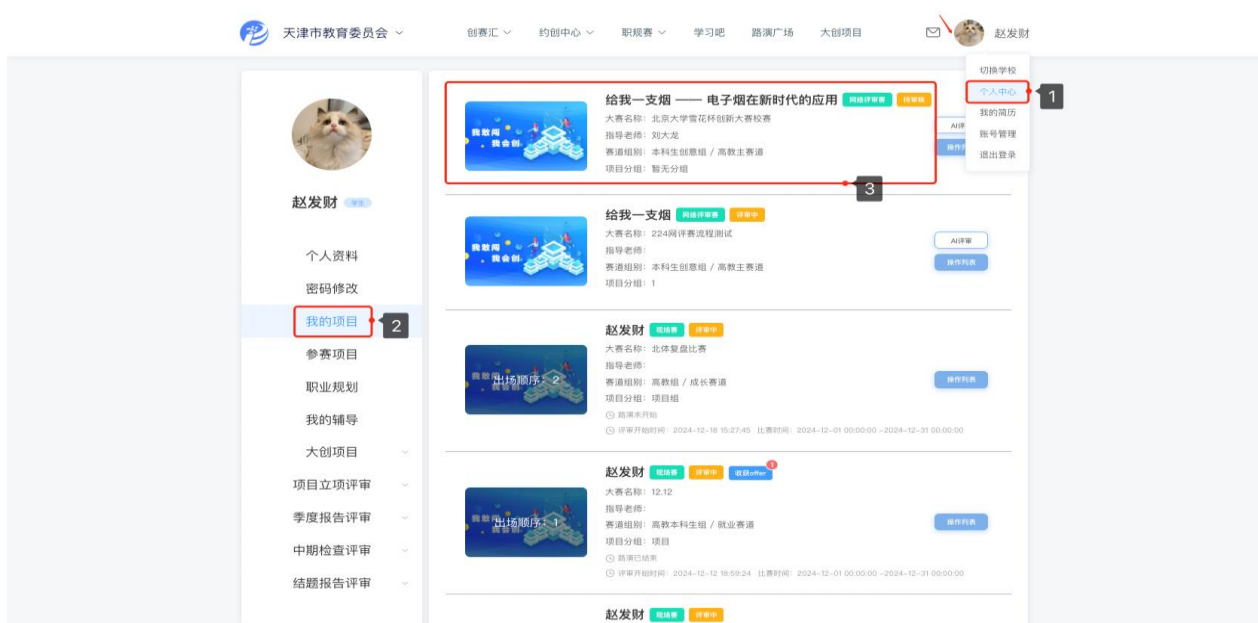 天津市教育委员会
创赛汇 约创中心 职规赛 学习吧 路演广场 大创项目
赵发财
切换学校
个人中心
1
我的简历
账号管理
退出登录
赵发财 学生
个人资料
密码修改
我的项目
2
参赛项目
职业规划
我的辅导
大创项目
项目立项评审
季度报告评审
中期检查评审
结题报告评审
我敢闯
我会创
给我一支烟 —— 电子烟在新时代的应用 网络评审赛 待审核
大赛名称：北京大学雪花杯创新大赛校赛
指导老师：刘大龙
赛道组别：本科生创意组 / 高教主赛道
项目分组：暂无分组
AI评
操作列
3
我敢闯
我会创
给我一支烟 网络评审赛 评审中
大赛名称：224网评赛流程测试
指导老师：
赛道组别：本科生创意组 / 高教主赛道
项目分组：1
AI评审
操作列表
出场顺序：2
赵发财 现场赛 评审中
大赛名称：北体复盘比赛
指导老师：
赛道组别：高教组 / 成长赛道
项目分组：项目组
路演未开始
评审开始时间：2024-12-18 15:27:45 比赛时间：2024-12-01 00:00:00 -2024-12-31 00:00:00
操作列表
出场顺序：1
赵发财 现场赛 评审中 收获offer 1
大赛名称：12.12
指导老师：
赛道组别：高教本科生组 / 就业赛道
项目分组：项目
路演已结束
评审开始时间：2024-12-12 18:59:24 比赛时间：2024-12-01 00:00:00 -2024-12-31 00:00:00
操作列表
赵发财 现场赛 评审中